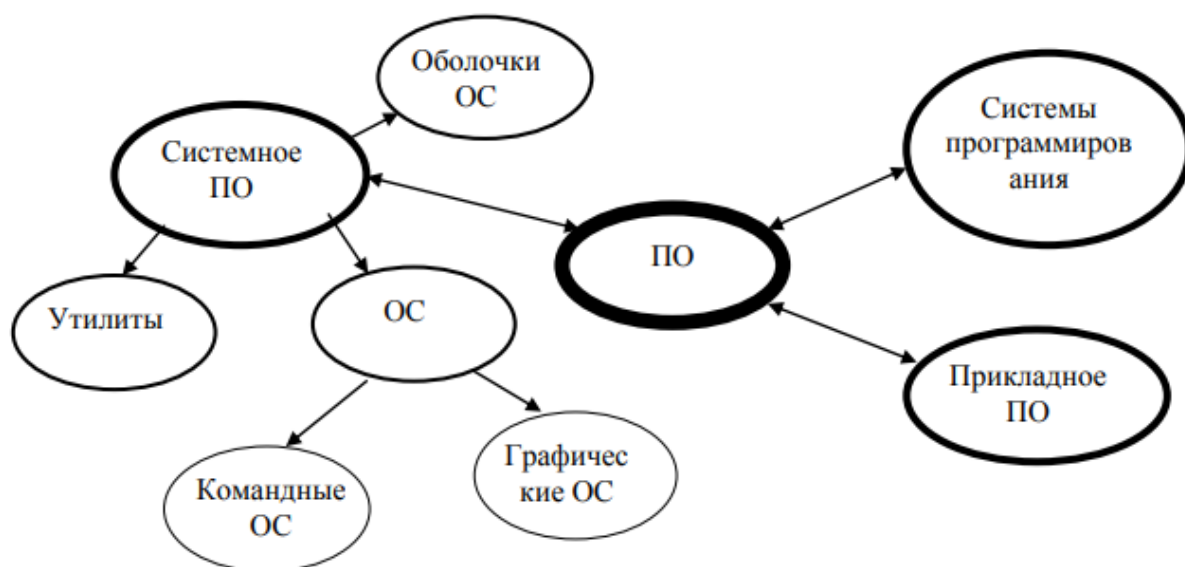 Оболочки
ОС
Системное
ПО
Системы
программиров
ания
ПО
Утилиты
ОС
Прикладное
ПО
Графичес
кие ОС
Командные
ОС